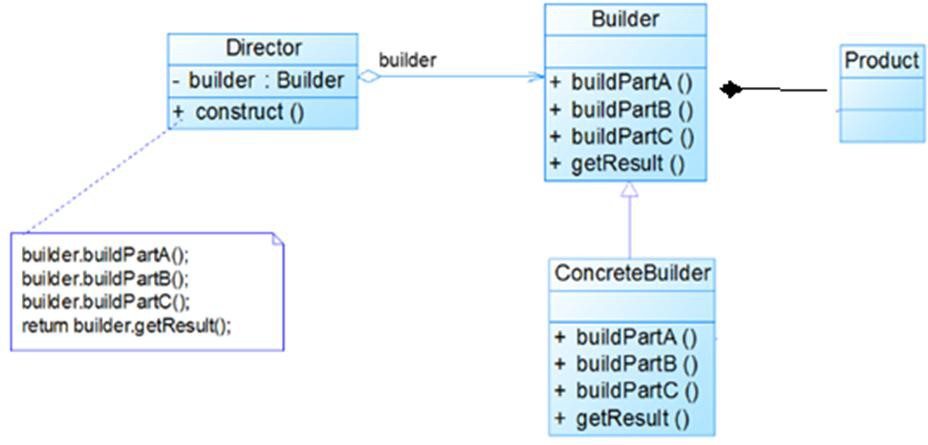 Director
- builder : Builder
+ construct ()
builder
Builder
+ buildPartA ()
+ buildPartB ()
+ buildPartC ()
+ getResult ()
Product
builder.buildPartA();
builder.buildPartB();
builder.buildPartC();
return builder.getResult();
ConcreteBuilder
+ buildPartA ()
+ buildPartB ()
+ buildPartC ()
+ getResult ()